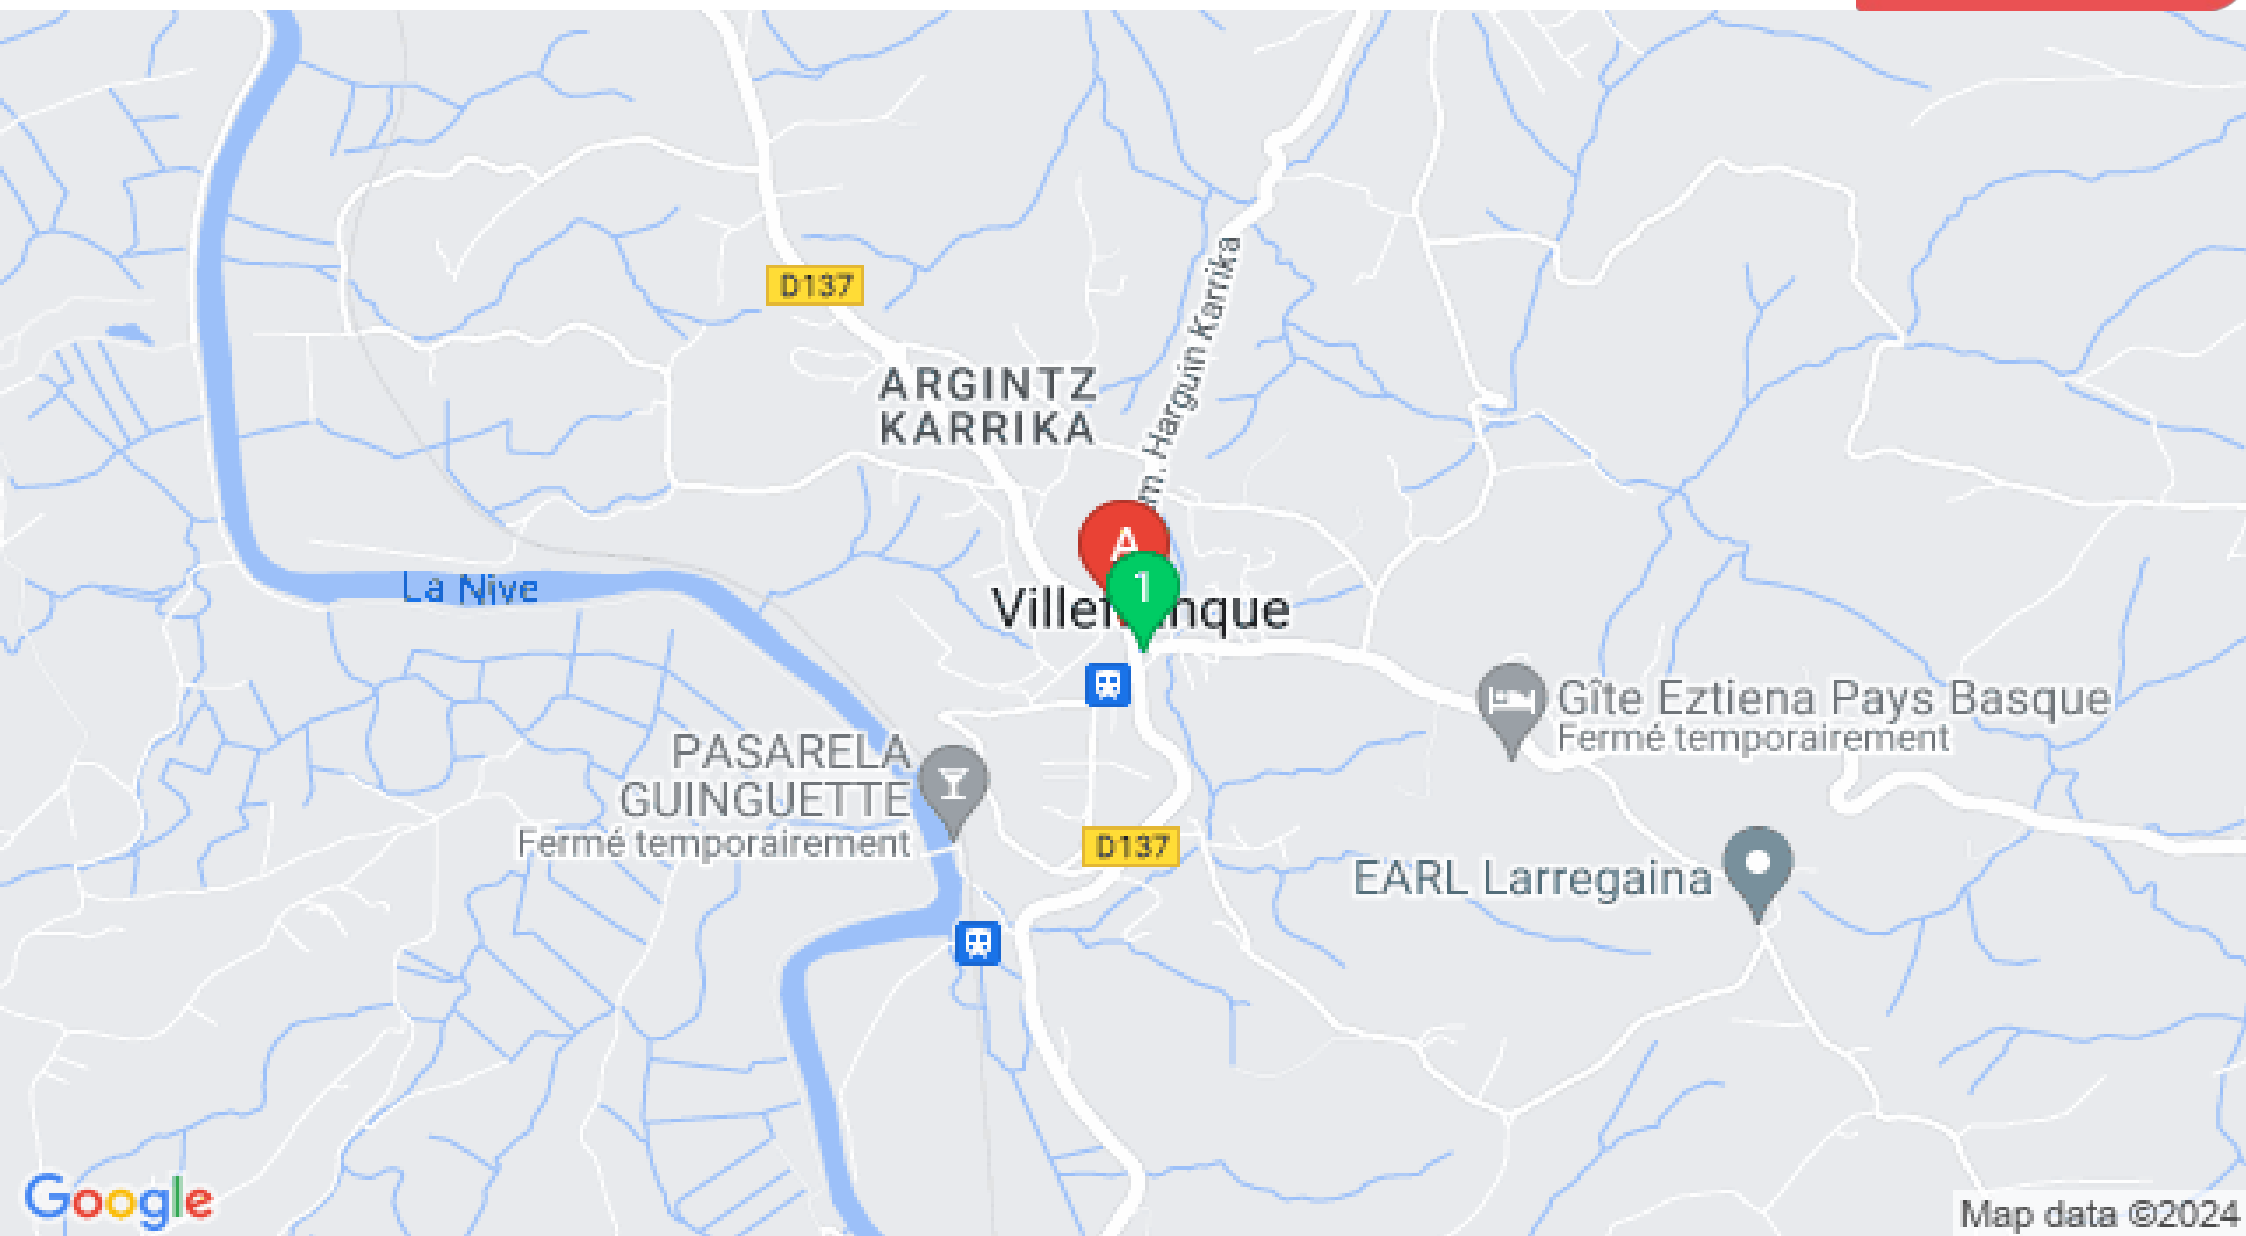 D137
m. Harguin Karrika
ARGINTZ
KARRIKA
A
1
La Nive
Villefranque
Gîte Eztiena Pays Basque
Fermé temporairement
PASARELA
GUINGUETTE
Fermé temporairement
D137
EARL Larregaina
Google
Map data ©2024